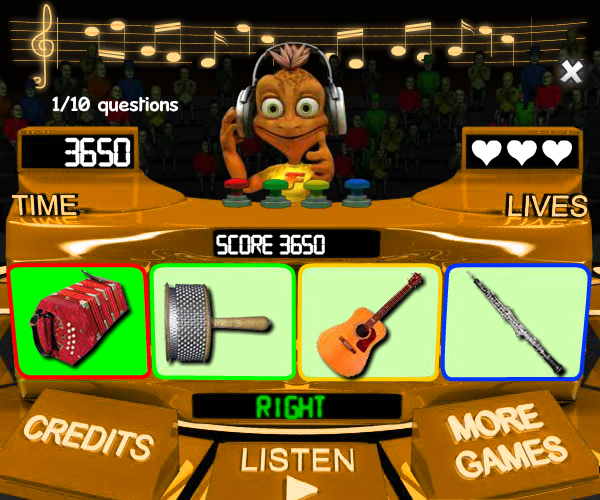 1/10 questions
×
3650
TIME
LIVES
SCORE 3650
RIGHT
CREDITS
LISTEN
MORE
GAMES